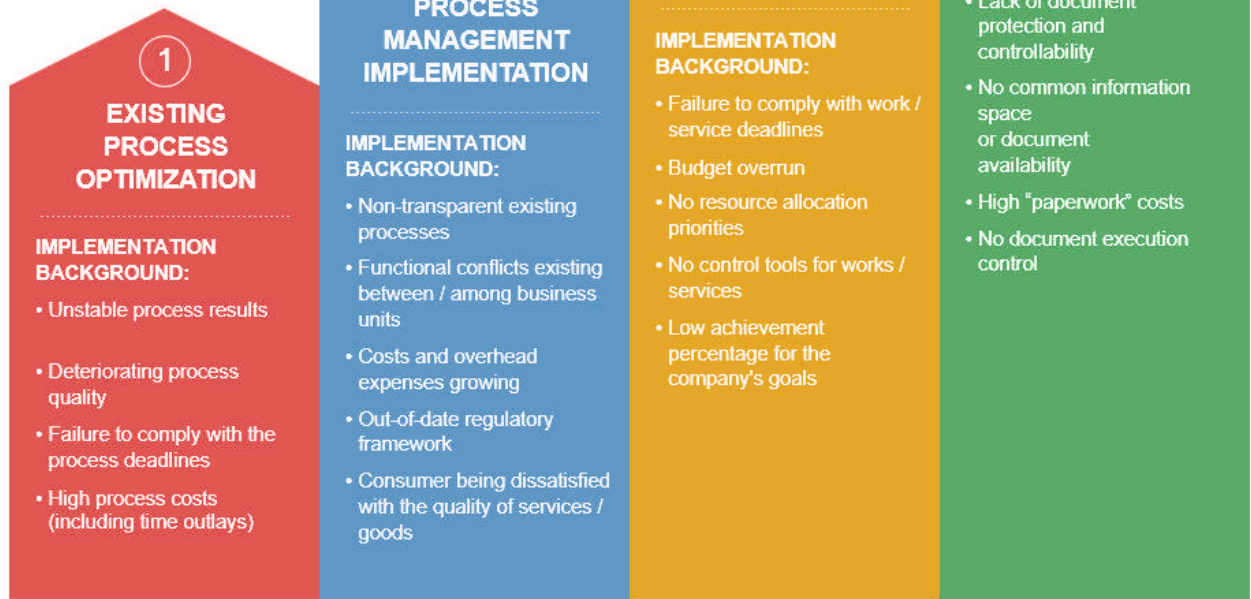 1
EXISTING
PROCESS
OPTIMIZATION
IMPLEMENTATION
BACKGROUND:
• Unstable process results
• Deteriorating process
quality
• Failure to comply with the
process deadlines
• High process costs
(including time outlays)
PROCESS
MANAGEMENT
IMPLEMENTATION
IMPLEMENTATION
BACKGROUND:
• Non-transparent existing
processes
• Functional conflicts existing
between / among business
units
• Costs and overhead
expenses growing
• Out-of-date regulatory
framework
• Consumer being dissatisfied
with the quality of services /
goods
IMPLEMENTATION
BACKGROUND:
• Failure to comply with work /
service deadlines
• Budget overrun
• No resource allocation
priorities
• No control tools for works /
services
• Low achievement
percentage for the
company's goals
• Lack of document
protection and
controllability
• No common information
space
or document
availability
• High “paperwork” costs
• No document execution
control